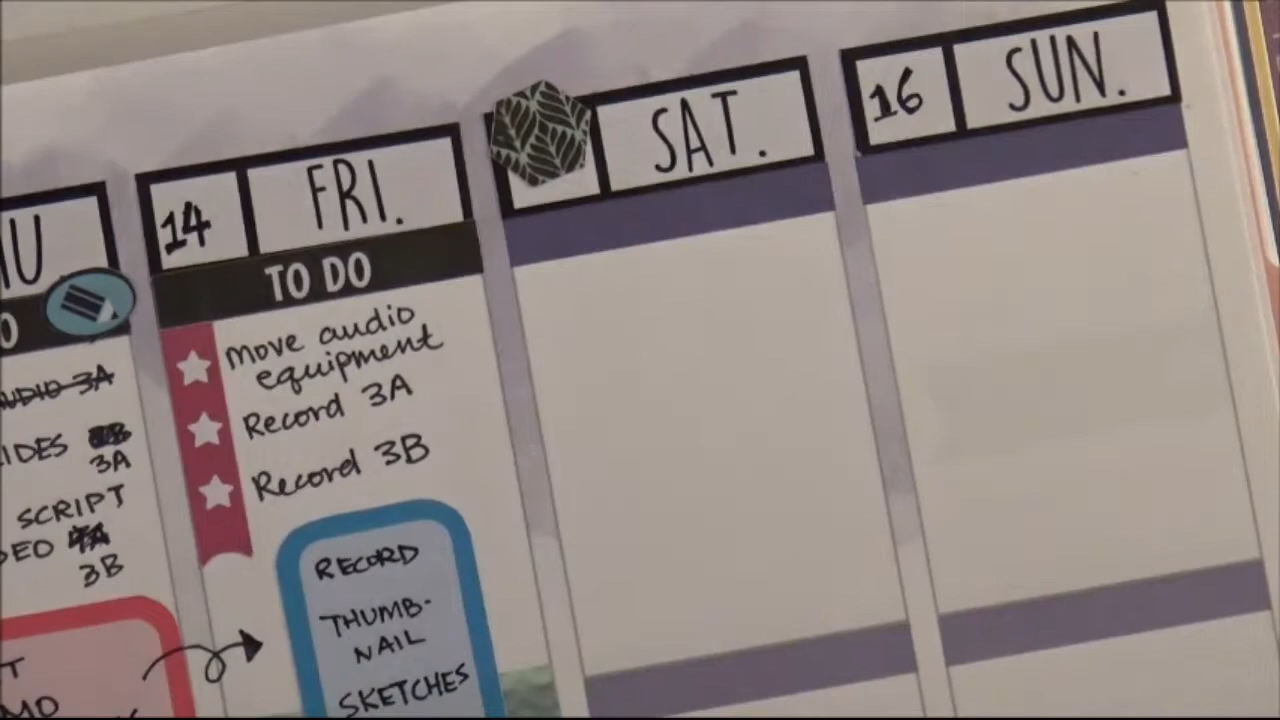 SUN.
16
SAT.
FRI.
14
TO DO
move audio
equipment
Record 3A
Record 3B
RECORD
THUMB-
NAIL
SKETCHES
3A
3A
SCRIPT
3B